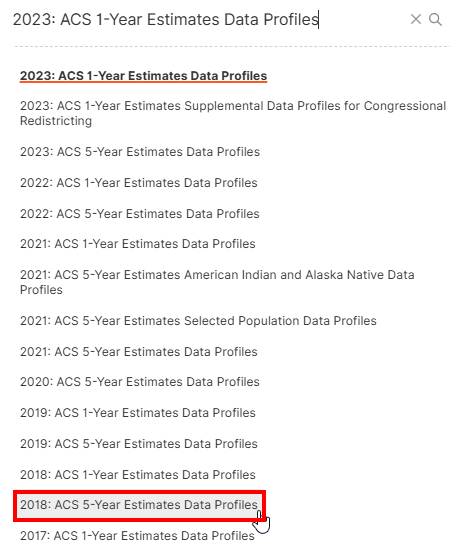 2023: ACS 1-Year Estimates Data Profiles
2023: ACS 1-Year Estimates Data Profiles
2023: ACS 1-Year Estimates Supplemental Data Profiles for Congressional
Redistricting
2023: ACS 5-Year Estimates Data Profiles
2022: ACS 1-Year Estimates Data Profiles
2022: ACS 5-Year Estimates Data Profiles
2021: ACS 1-Year Estimates Data Profiles
2021: ACS 5-Year Estimates American Indian and Alaska Native Data
Profiles
2021: ACS 5-Year Estimates Selected Population Data Profiles
2021: ACS 5-Year Estimates Data Profiles
2020: ACS 5-Year Estimates Data Profiles
2019: ACS 1-Year Estimates Data Profiles
2019: ACS 5-Year Estimates Data Profiles
2018: ACS 1-Year Estimates Data Profiles
2018: ACS 5-Year Estimates Data Profiles
2017: ACS 1-Year Estimates Data Profiles